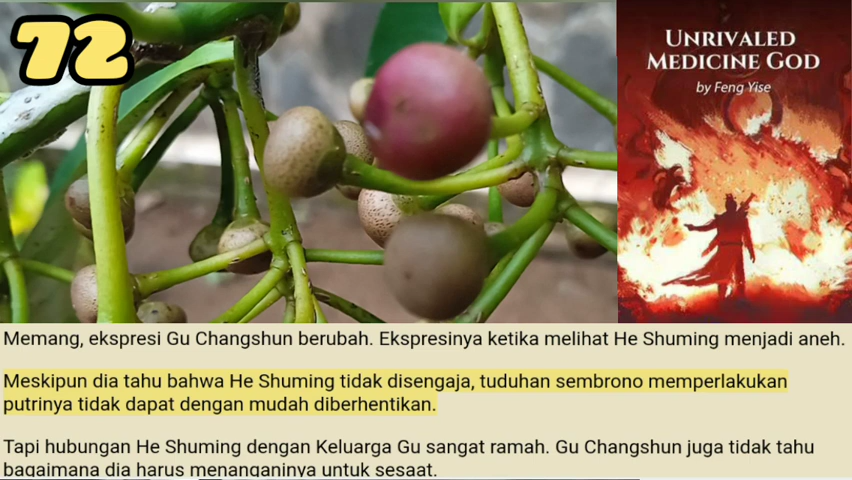 72
UNRIVALED
MEDICINE GOD
by Feng Yise
Memang, ekspresi Gu Changshun berubah. Ekspresinya ketika melihat He Shuming menjadi aneh.
Meskipun dia tahu bahwa He Shuming tidak disengaja, tuduhan sembrono memperlakukan
putrinya tidak dapat dengan mudah diberhentikan.
Tapi hubungan He Shuming dengan Keluarga Gu sangat ramah. Gu Changshun juga tidak tahu
bagaimana dia harus menanganinya untuk sesaat.